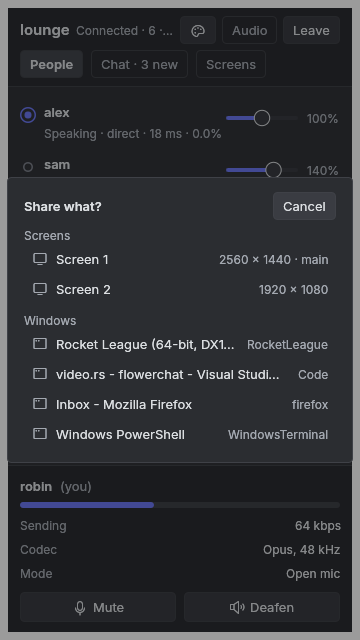 lounge Connected · 6 ·... Audio Leave
People Chat · 3 new Screens
alex
Speaking · direct · 18 ms · 0.0% 100%
sam 140%
Share what? Cancel
Screens
Screen 1 2560 × 1440 · main
Screen 2 1920 × 1080
Windows
Rocket League (64-bit, DX1... RocketLeague
video.rs - flowerchat - Visual Studi... Code
Inbox - Mozilla Firefox firefox
Windows PowerShell WindowsTerminal
robin (you)
Sending 64 kbps
Codec Opus, 48 kHz
Mode Open mic
Mute Deafen